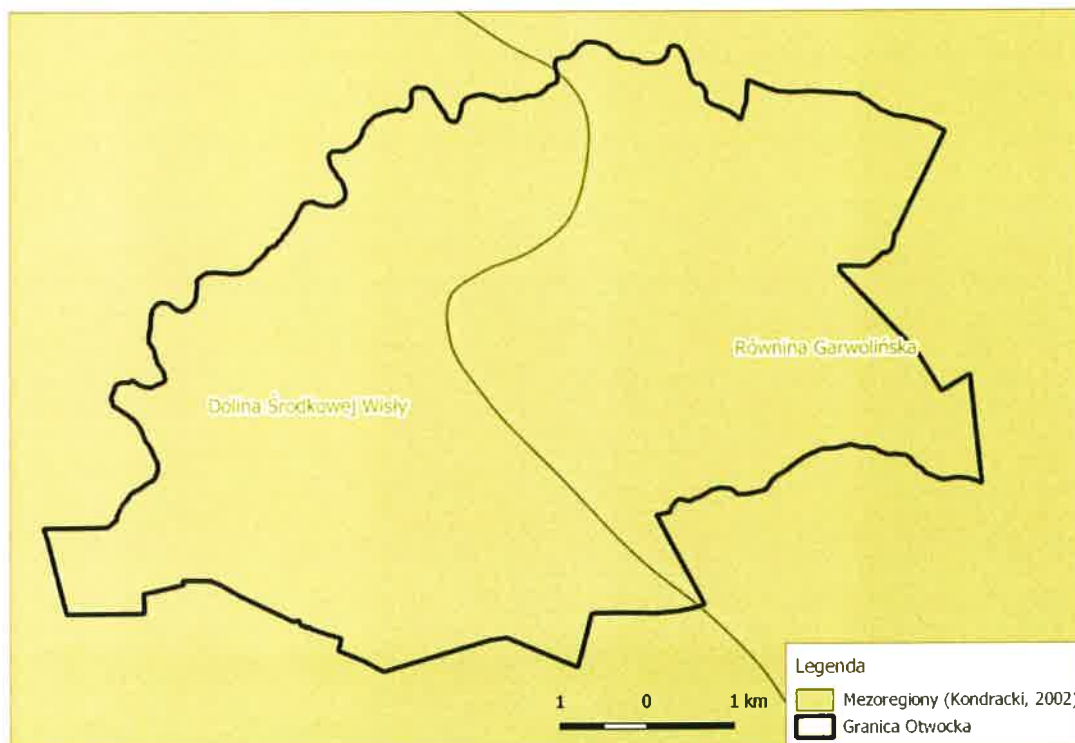 Równina Garwolińska
Dolina Środkowej Wisły
1 0 1 km
Legenda
Mezoregiony (Kondracki, 2002)
Granica Otwocka